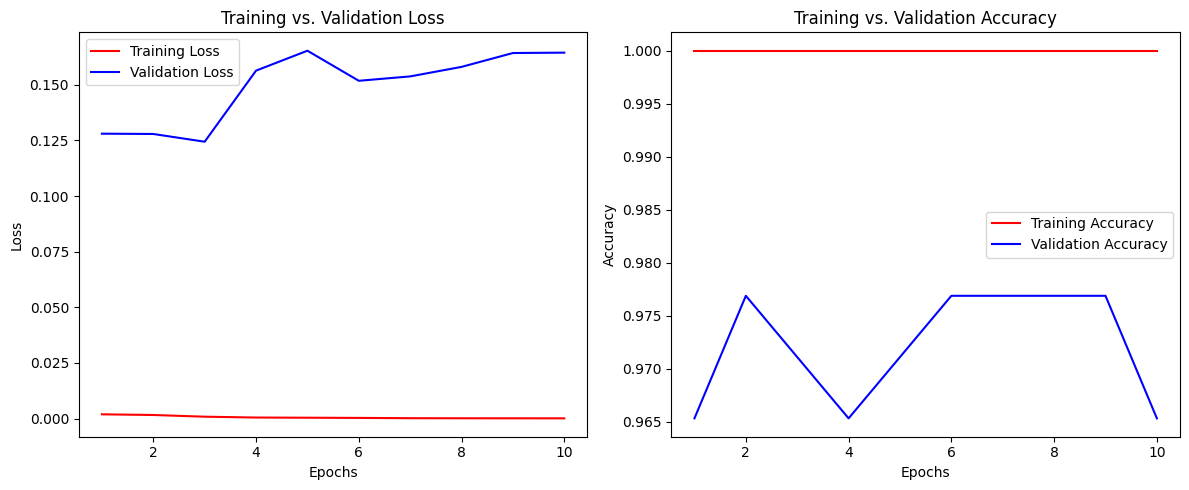 Training vs. Validation Loss
Training Loss
Validation Loss
0.150
0.125
0.100
0.075
0.050
0.025
0.000
Loss
2 4 6 8 10
Epochs
Training vs. Validation Accuracy
1.000
0.995
0.990
0.985
0.980
0.975
0.970
0.965
Accuracy
Training Accuracy
Validation Accuracy
2 4 6 8 10
Epochs